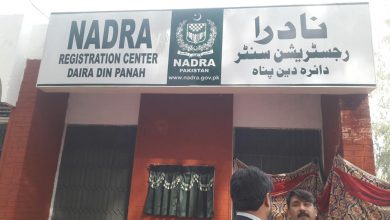 NADRA
REGISTRATION CENTER
DAIRA DIN PANAH
NADRA
PAKISTAN
www.nadra.gov.pk
نادرا
رجسٹریشن سنٹر
دائرہ دین پناہ